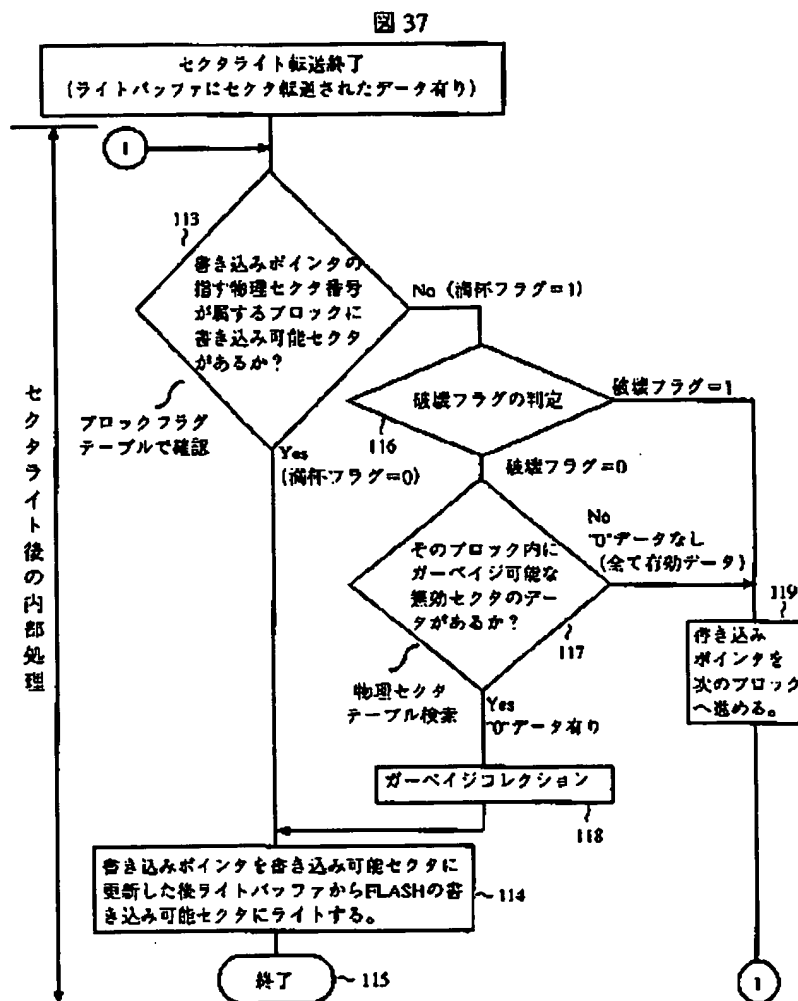 図 37
セクタライト転送終了
(ライトバッファにセクタ転送されたデータ有り)
1
113
書き込みポインタの
指す物理セクタ番号
が属するブロックに
書き込み可能セクタ
があるか？
No (満杯フラグ=1)
ブロックフラグ
テーブルで確認
Yes
(満杯フラグ=0)
破壊フラグの判定
116
破壊フラグ=1
破壊フラグ=0
そのブロック内に
ガーベイジ可能な
無効セクタのデー
タがあるか？
117
No
"0"データなし
(全て有効データ)
物理セクタ
テーブル検索
Yes
"0"データ有り
119
書き込み
ポインタを
次のブロック
へ進める。
ガーベイジコレクション
118
書き込みポインタを書き込み可能セクタに
更新した後ライトバッファからFLASHの書
き込み可能セクタにライトする。
114
終了
115
1
セクタライト後の内部処理